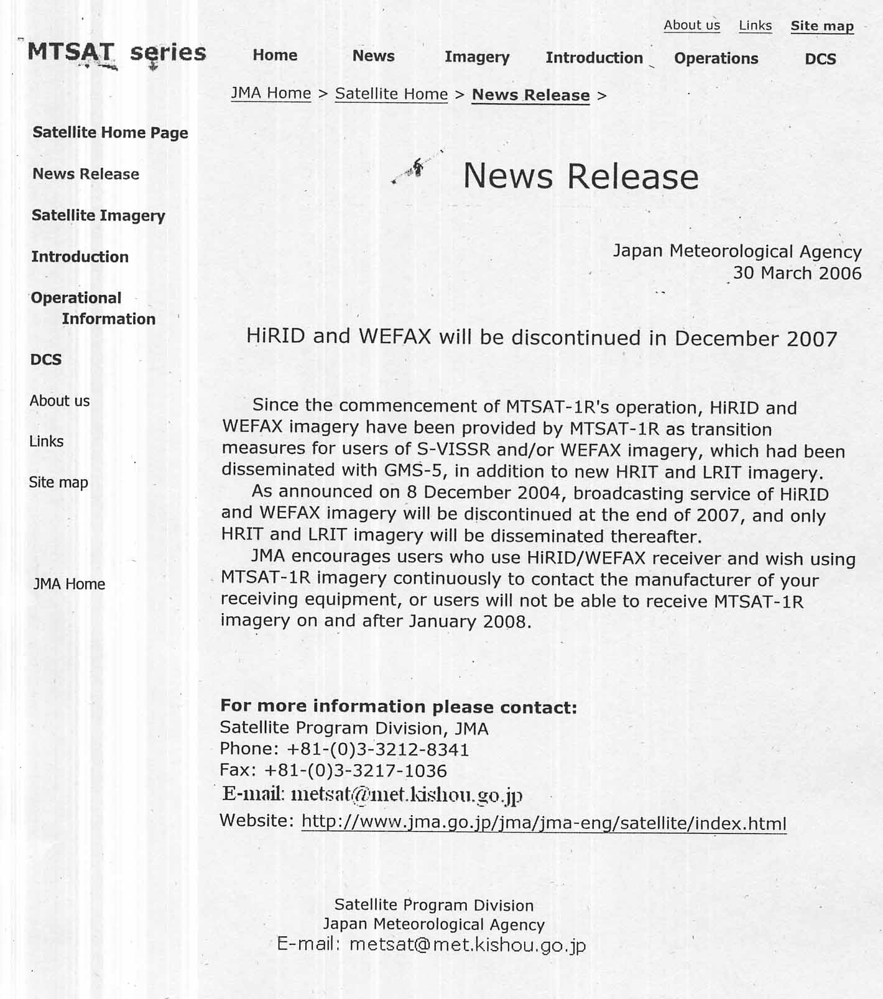 About us Links Site map
MTSAT series Home News Imagery Introduction Operations DCS
JMA Home > Satellite Home > News Release >
Satellite Home Page
News Release
Satellite Imagery
Introduction
Operational
Information
DCS
About us
Links
Site map
JMA Home
News Release
Japan Meteorological Agency
30 March 2006
HiRID and WEFAX will be discontinued in December 2007
Since the commencement of MTSAT-1R's operation, HiRID and
WEFAX imagery have been provided by MTSAT-1R as transition
measures for users of S-VISSR and/or WEFAX imagery, which had been
disseminated with GMS-5, in addition to new HRIT and LRIT imagery.
As announced on 8 December 2004, broadcasting service of HiRID
and WEFAX imagery will be discontinued at the end of 2007, and only
HRIT and LRIT imagery will be disseminated thereafter.
JMA encourages users who use HiRID/WEFAX receiver and wish using
MTSAT-1R imagery continuously to contact the manufacturer of your
receiving equipment, or users will not be able to receive MTSAT-1R
imagery on and after January 2008.
For more information please contact:
Satellite Program Division, JMA
Phone: +81-(0)3-3212-8341
Fax: +81-(0)3-3217-1036
E-mail: metsat@met.kishou.go.jp
Website: http://www.jma.go.jp/jma/jma-eng/satellite/index.html
Satellite Program Division
Japan Meteorological Agency
E-mail: metsat@met.kishou.go.jp